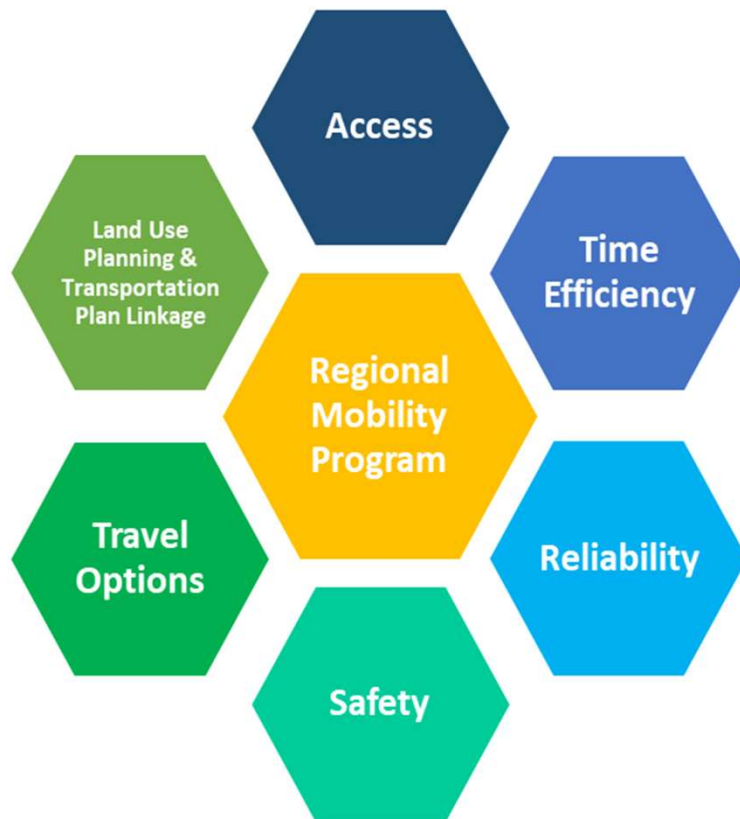 Access
Land Use
Planning &
Transportation
Plan Linkage
Time
Efficiency
Regional
Mobility
Program
Travel
Options
Reliability
Safety